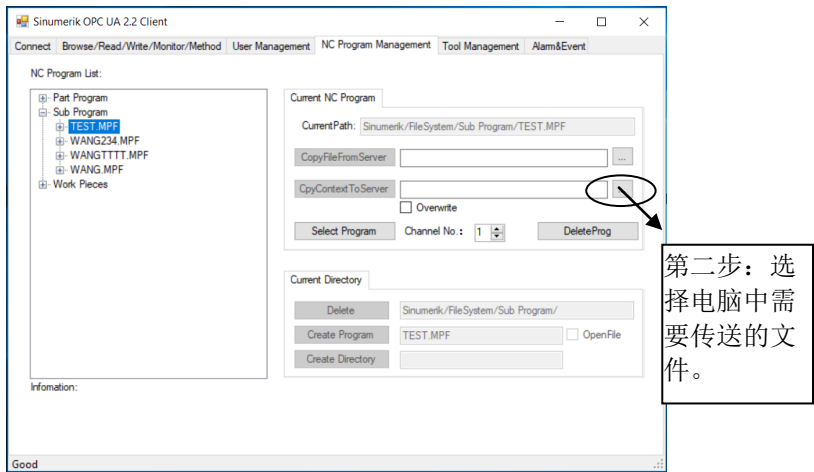 Sinumerik OPC UA 2.2 Client
Connect Browse/Read/Write/Monitor/Method User Management NC Program Management Tool Management Alarm&Event
NC Program List:
Part Program
Sub Program
TEST.MPF
WANG234.MPF
WANGTTTT.MPF
WANG.MPF
Work Pieces
Current NC Program
CurrentPath: Sinumerik/FileSystem/Sub Program/TEST.MPF
CopyFileFromServer ...
CpyContextToServer
Overwrite
Select Program Channel No.: 1 DeleteProg
Current Directory
Delete Sinumerik/FileSystem/Sub Program/
Create Program TEST.MPF OpenFile
Create Directory
Infomation:
Good
第二步：选
择电脑中需
要传送的文
件。